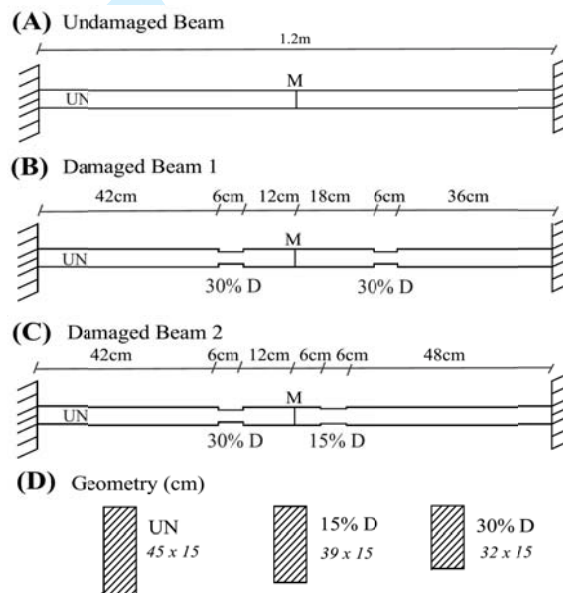 (A) Undamaged Beam
1.2m
M
UN
(B) Damaged Beam 1
42cm 6cm 12cm 18cm 6cm 36cm
M
UN
30% D 30% D
(C) Damaged Beam 2
42cm 6cm 12cm 6cm 6cm 48cm
M
UN
30% D 15% D
(D) Geometry (cm)
UN 15% D 30% D
45 x 15 39 x 15 32 x 15